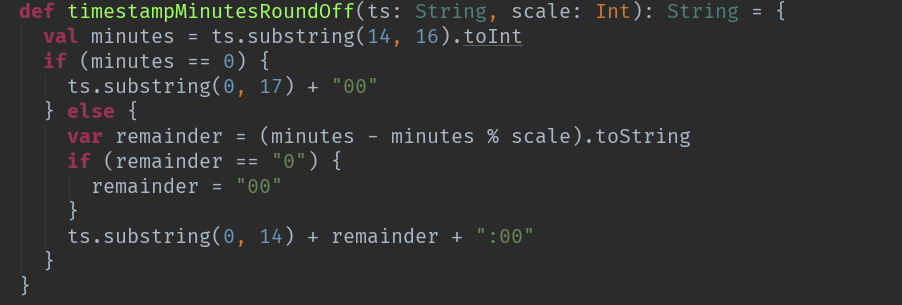 def timestampMinutesRoundOff(ts: String, scale: Int): String = {
  val minutes = ts.substring(14, 16).toInt
  if (minutes == 0) {
    ts.substring(0, 17) + "00"
  } else {
    var remainder = (minutes - minutes % scale).toString
    if (remainder == "0") {
      remainder = "00"
    }
    ts.substring(0, 14) + remainder + ":00"
  }
}